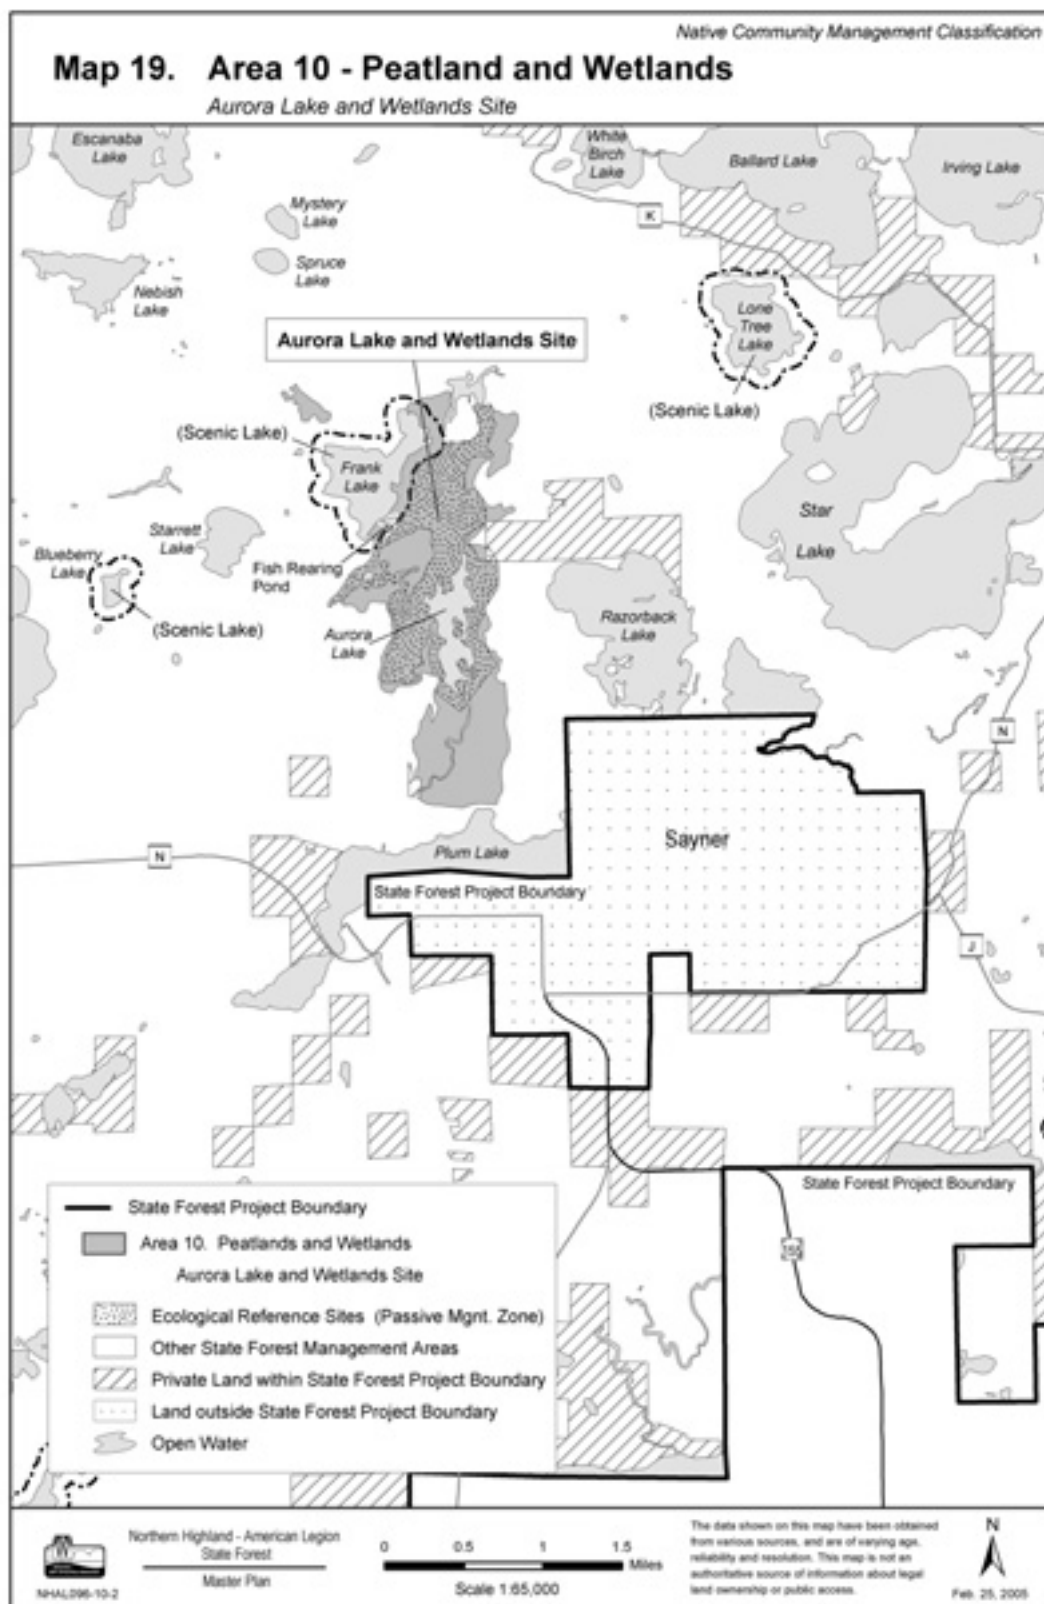 Native Community Management Classification
Map 19. Area 10 - Peatland and Wetlands
Aurora Lake and Wetlands Site
Escanaba
Lake
White
Birch
Lake
Ballard Lake
Irving Lake
Mystery
Lake
K
Spruce
Lake
Nebish
Lake
Lone
Tree
Lake
Aurora Lake and Wetlands Site
(Scenic Lake)
(Scenic Lake)
Frank
Lake
Star
Lake
Starrett
Lake
Blueberry
Lake
Fish Rearing
Pond
(Scenic Lake)
Aurora
Lake
Razorback
Lake
N
Sayner
N
Plum Lake
State Forest Project Boundary
J
State Forest Project Boundary
155
State Forest Project Boundary
Area 10. Peatlands and Wetlands
Aurora Lake and Wetlands Site
Ecological Reference Sites (Passive Mgnt. Zone)
Other State Forest Management Areas
Private Land within State Forest Project Boundary
Land outside State Forest Project Boundary
Open Water
Northern Highland - American Legion
State Forest
Master Plan
NHAL096-10-2
0 0.5 1 1.5
Miles
Scale 1:65,000
The data shown on this map have been obtained
from various sources, and are of varying age,
reliability and resolution. This map is not an
authoritative source of information about legal
land ownership or public access.
N
Feb. 25, 2005